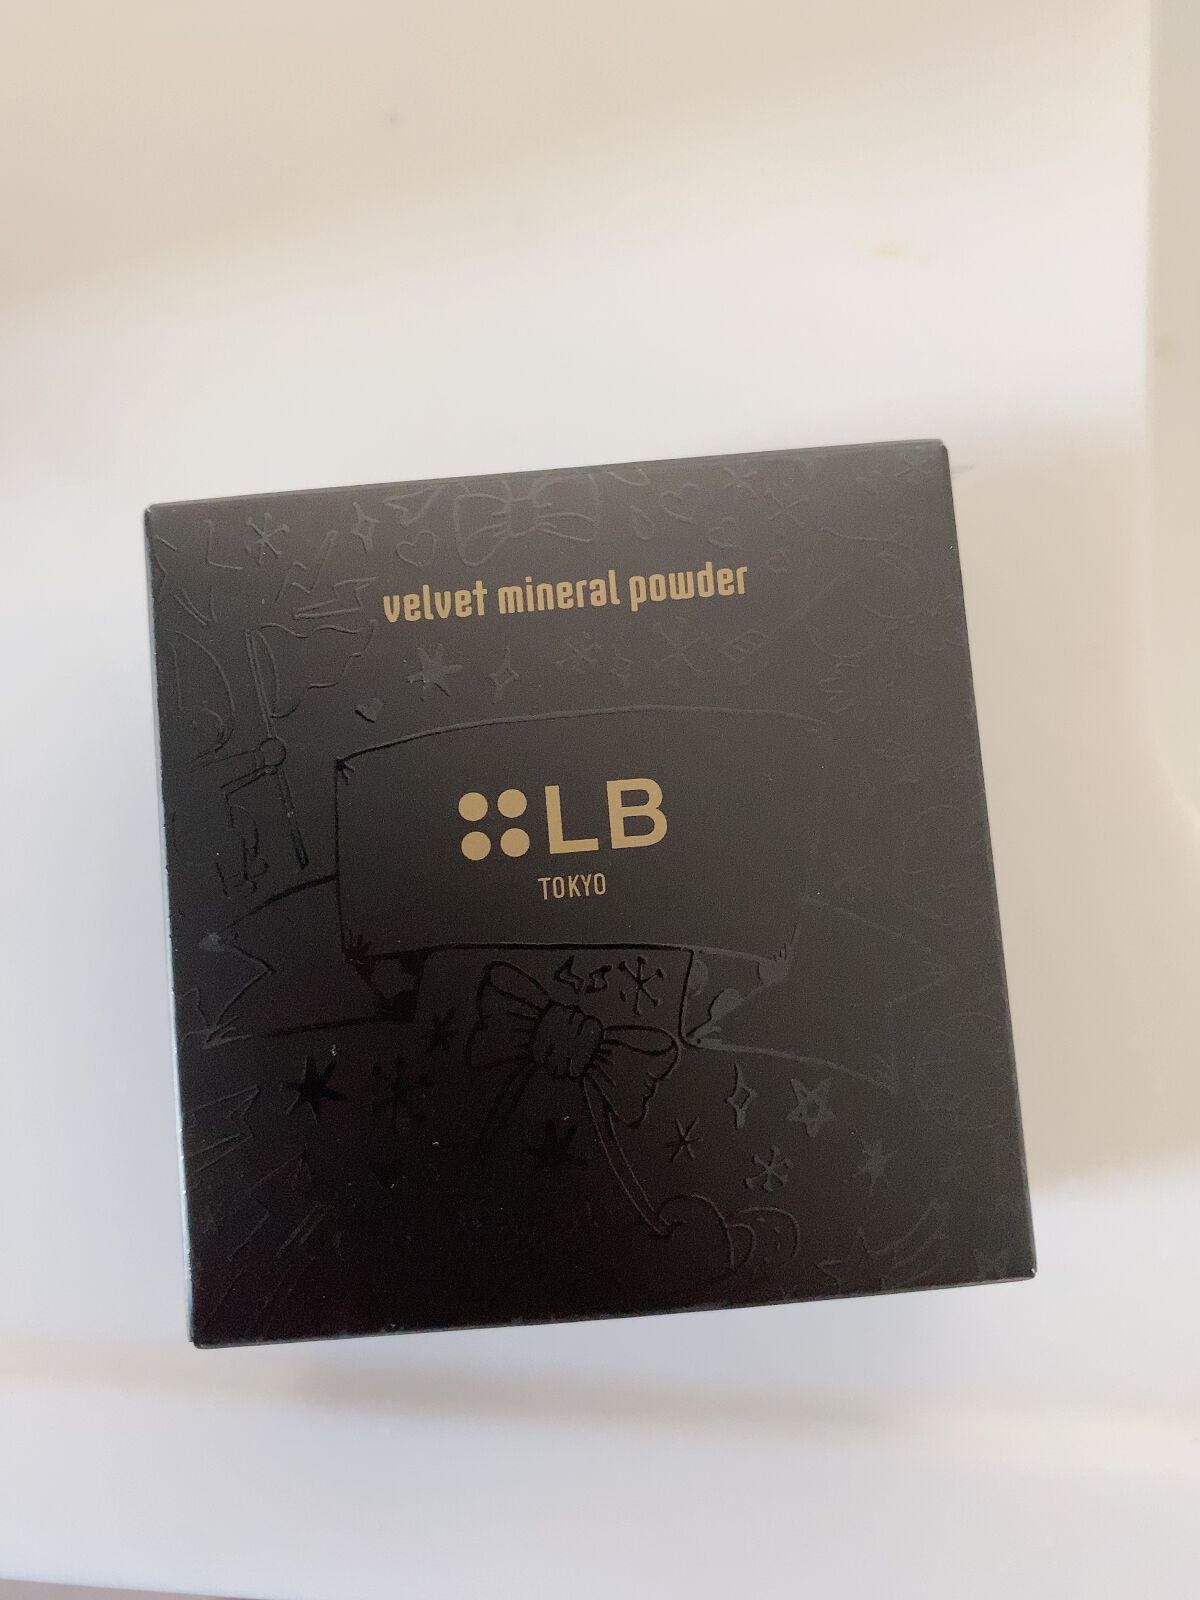 velvet mineral powder
LB
TOKYO